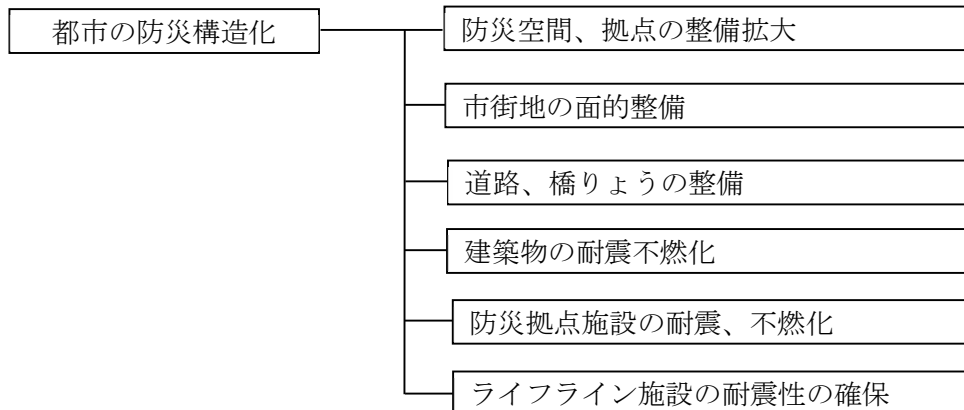 都市の防災構造化
防災空間、拠点の整備拡大
市街地の面的整備
道路、橋りょうの整備
建築物の耐震不燃化
防災拠点施設の耐震、不燃化
ライフライン施設の耐震性の確保